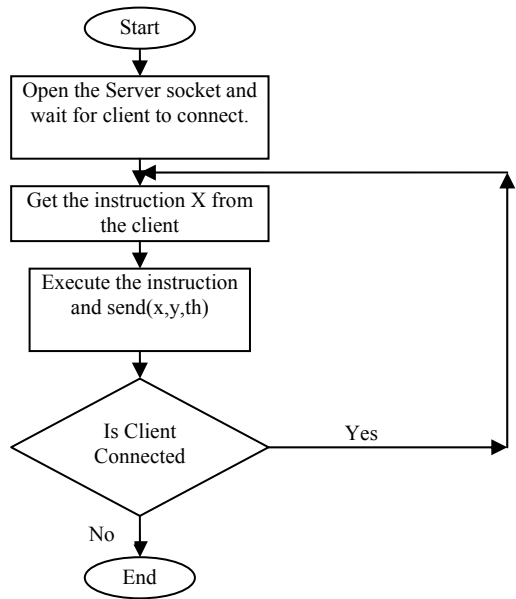 Start
Open the Server socket and
wait for client to connect.
Get the instruction X from
the client
Execute the instruction
and send(x,y,th)
Is Client
Connected
Yes
No
End